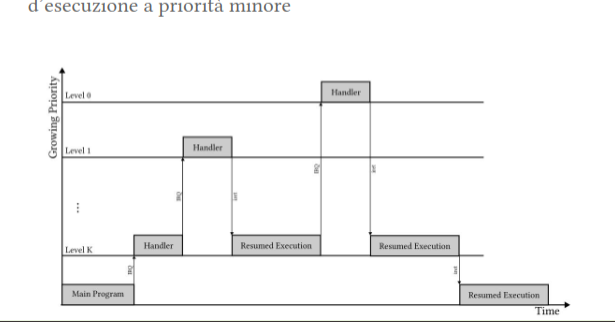 d'esecuzione a priorità minore
Growing Priority
Level 0
Handler
Level 1
Handler
IRQ
iret
IRQ
iret
⋮
Level K
Handler
Resumed Execution
Resumed Execution
IRQ
iret
Main Program
Resumed Execution
Time